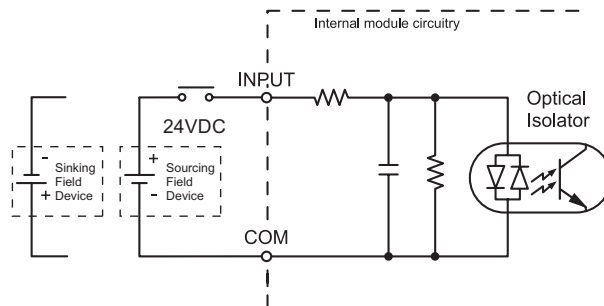 Internal module circuitry
INPUT
24VDC
Optical
Isolator
-
Sinking
Field
+ Device
+
Sourcing
Field
- Device
COM